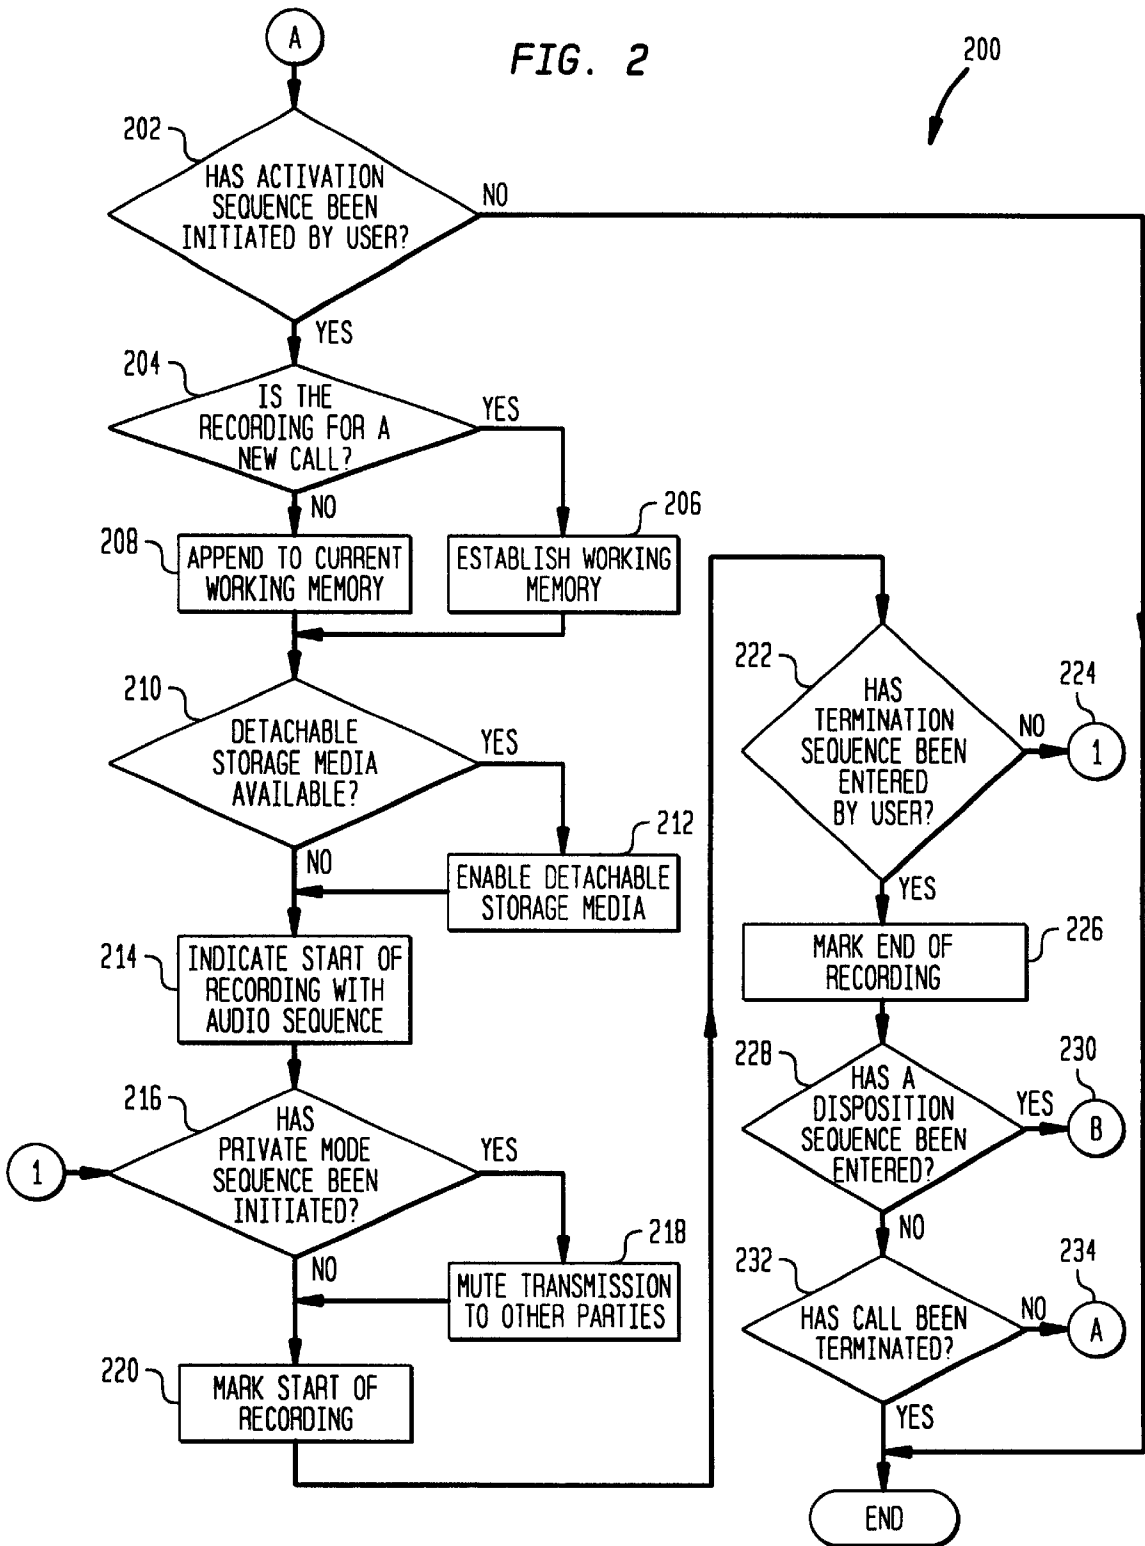 A
FIG. 2
200
202
HAS ACTIVATION
SEQUENCE BEEN
INITIATED BY USER?
NO
YES
204
IS THE
RECORDING FOR A
NEW CALL?
YES
NO
208
APPEND TO CURRENT
WORKING MEMORY
206
ESTABLISH WORKING
MEMORY
210
DETACHABLE
STORAGE MEDIA
AVAILABLE?
YES
NO
212
ENABLE DETACHABLE
STORAGE MEDIA
214
INDICATE START OF
RECORDING WITH
AUDIO SEQUENCE
216
1
HAS
PRIVATE MODE
SEQUENCE BEEN
INITIATED?
YES
NO
218
MUTE TRANSMISSION
TO OTHER PARTIES
220
MARK START OF
RECORDING
222
HAS
TERMINATION
SEQUENCE BEEN
ENTERED
BY USER?
NO
224
1
YES
226
MARK END OF
RECORDING
228
HAS A
DISPOSITION
SEQUENCE BEEN
ENTERED?
YES
230
B
NO
232
HAS CALL BEEN
TERMINATED?
NO
234
A
YES
END